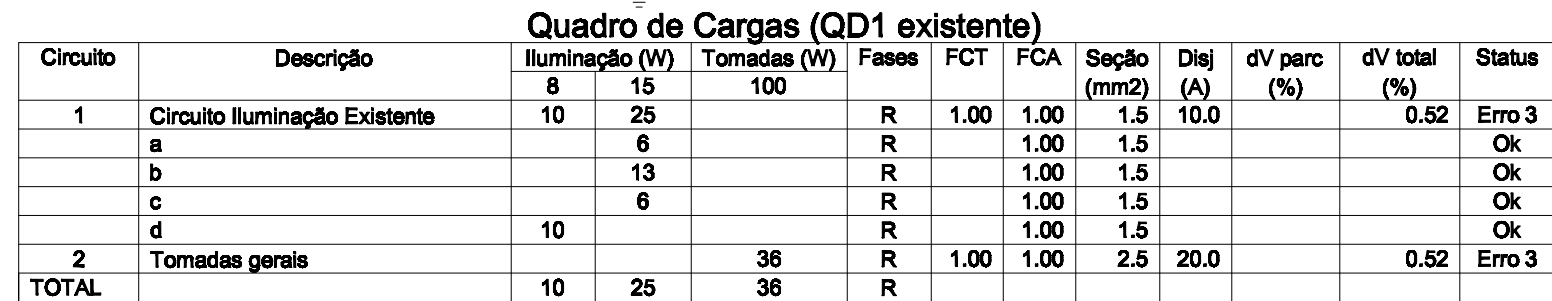 Quadro de Cargas (QD1 existente)
Circuito Descrição Iluminação (W) Tomadas (W) Fases FCT FCA Seção (mm2) Disj (A) dV parc (%) dV total (%) Status
8 15 100
1 Circuito Iluminação Existente 10 25 R 1.00 1.00 1.5 10.0 0.52 Erro 3
a 6 R 1.00 1.5 Ok
b 13 R 1.00 1.5 Ok
c 6 R 1.00 1.5 Ok
d 10 R 1.00 1.5 Ok
2 Tomadas gerais 36 R 1.00 1.00 2.5 20.0 0.52 Erro 3
TOTAL 10 25 36 R